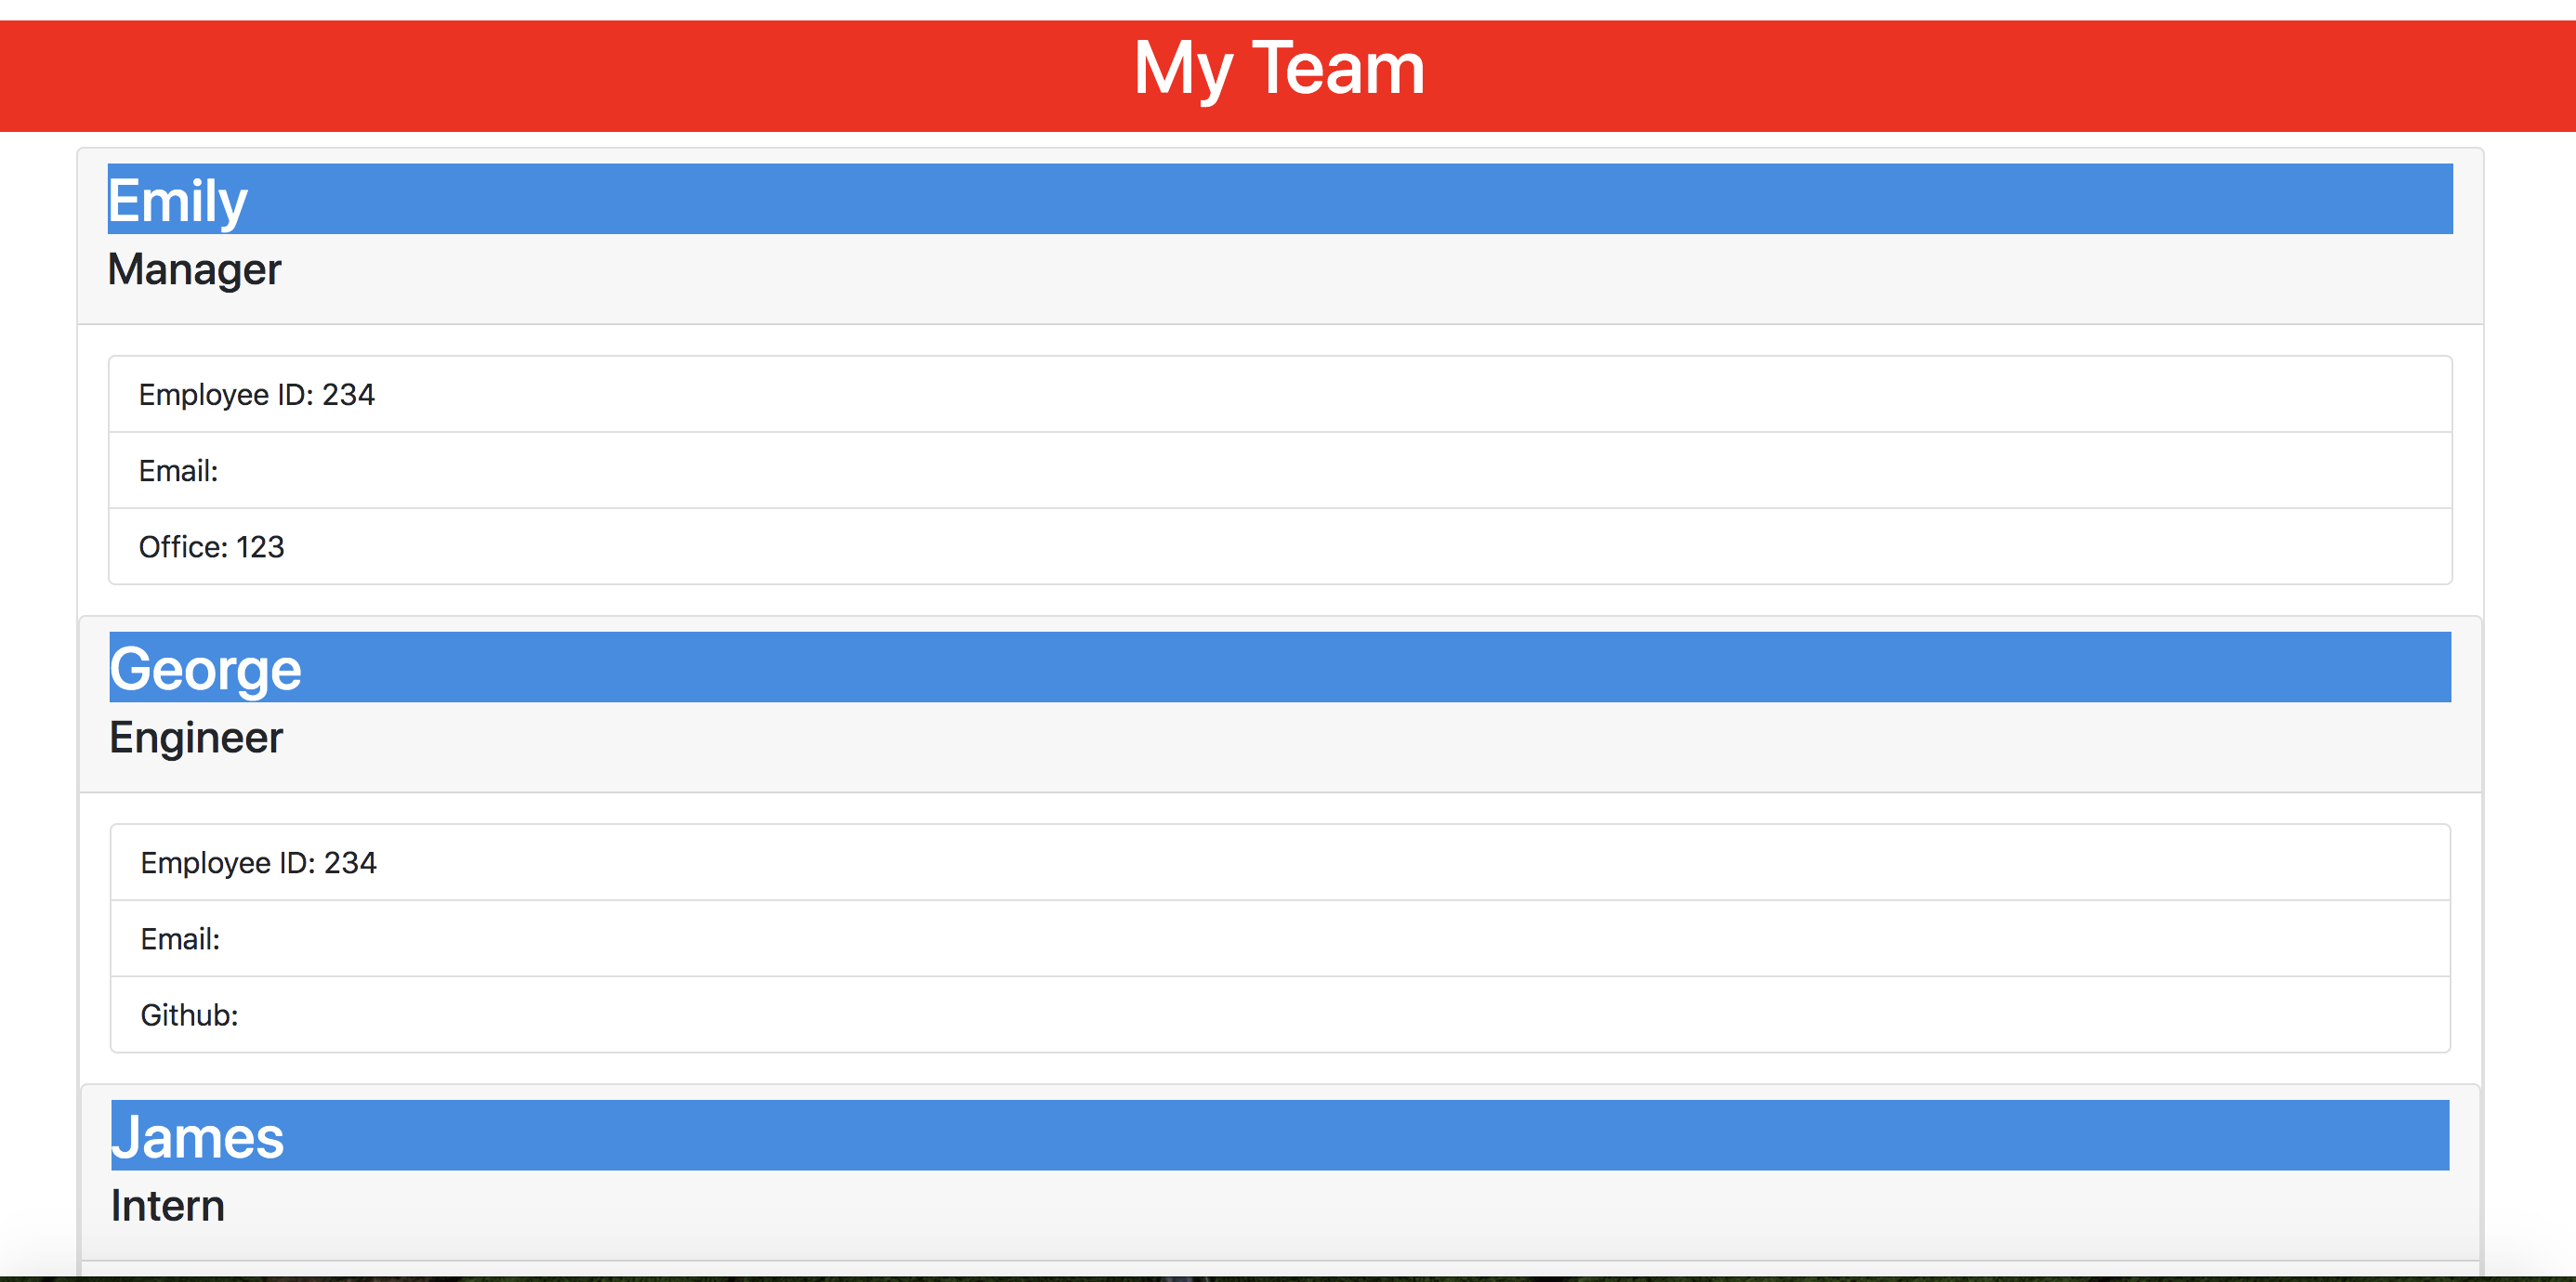 My Team
Emily
Manager
Employee ID: 234
Email:
Office: 123
George
Engineer
Employee ID: 234
Email:
Github:
James
Intern